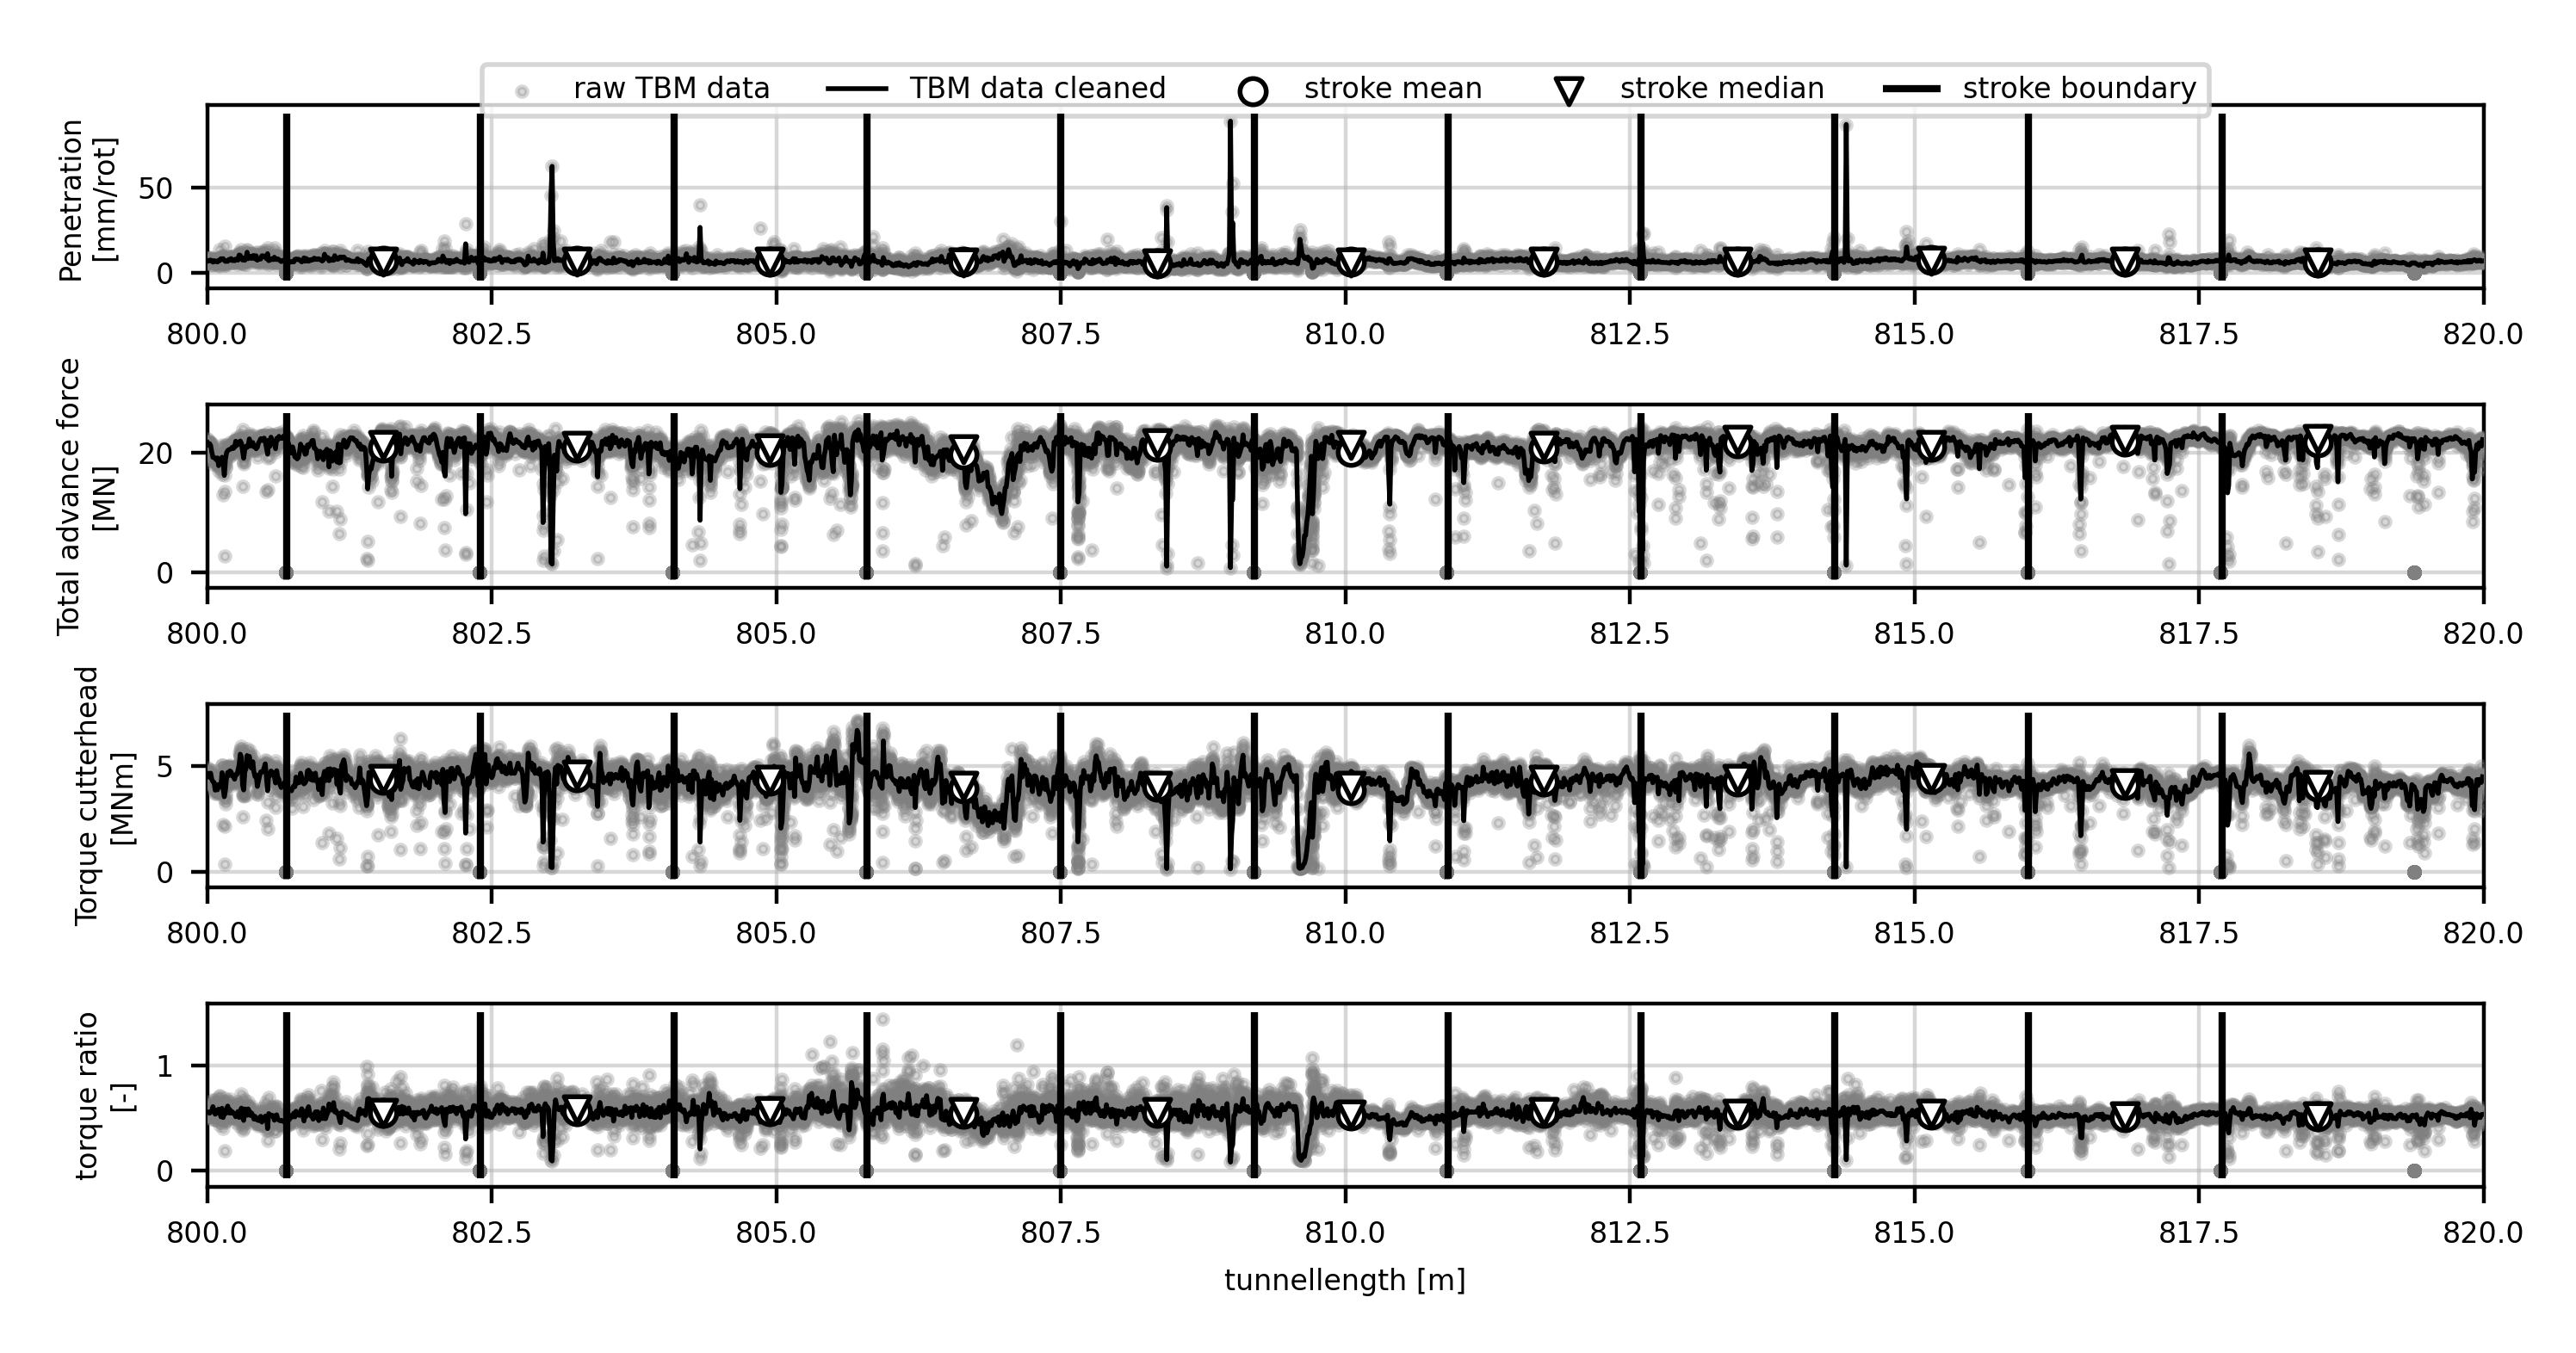 raw TBM data TBM data cleaned stroke mean stroke median stroke boundary
Penetration
[mm/rot]
50
0
800.0 802.5 805.0 807.5 810.0 812.5 815.0 817.5 820.0
Total advance force
[MN]
20
0
800.0 802.5 805.0 807.5 810.0 812.5 815.0 817.5 820.0
Torque cutterhead
[MNm]
5
0
800.0 802.5 805.0 807.5 810.0 812.5 815.0 817.5 820.0
torque ratio
[-]
1
0
800.0 802.5 805.0 807.5 810.0 812.5 815.0 817.5 820.0
tunnellength [m]